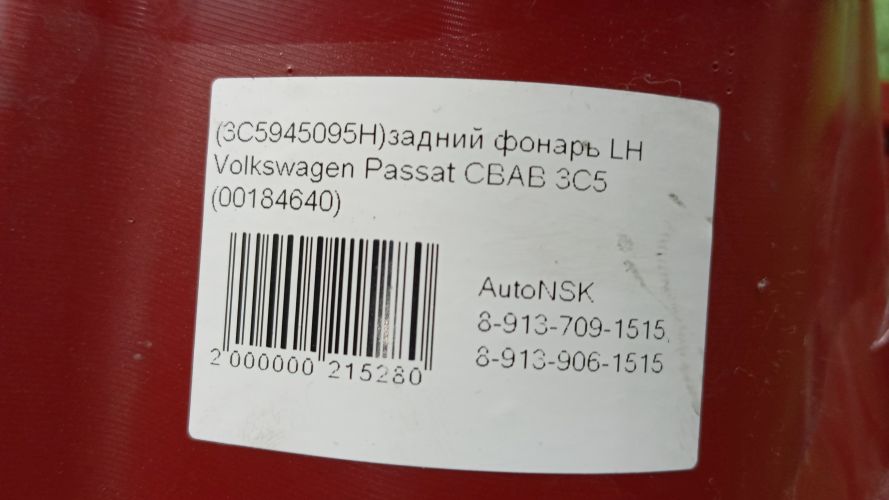 (3C5945095H)задний фонарь LH
Volkswagen Passat CBAB 3C5
(00184640)
2 000000 215280
AutoNSK
8-913-709-1515,
8-913-906-1515